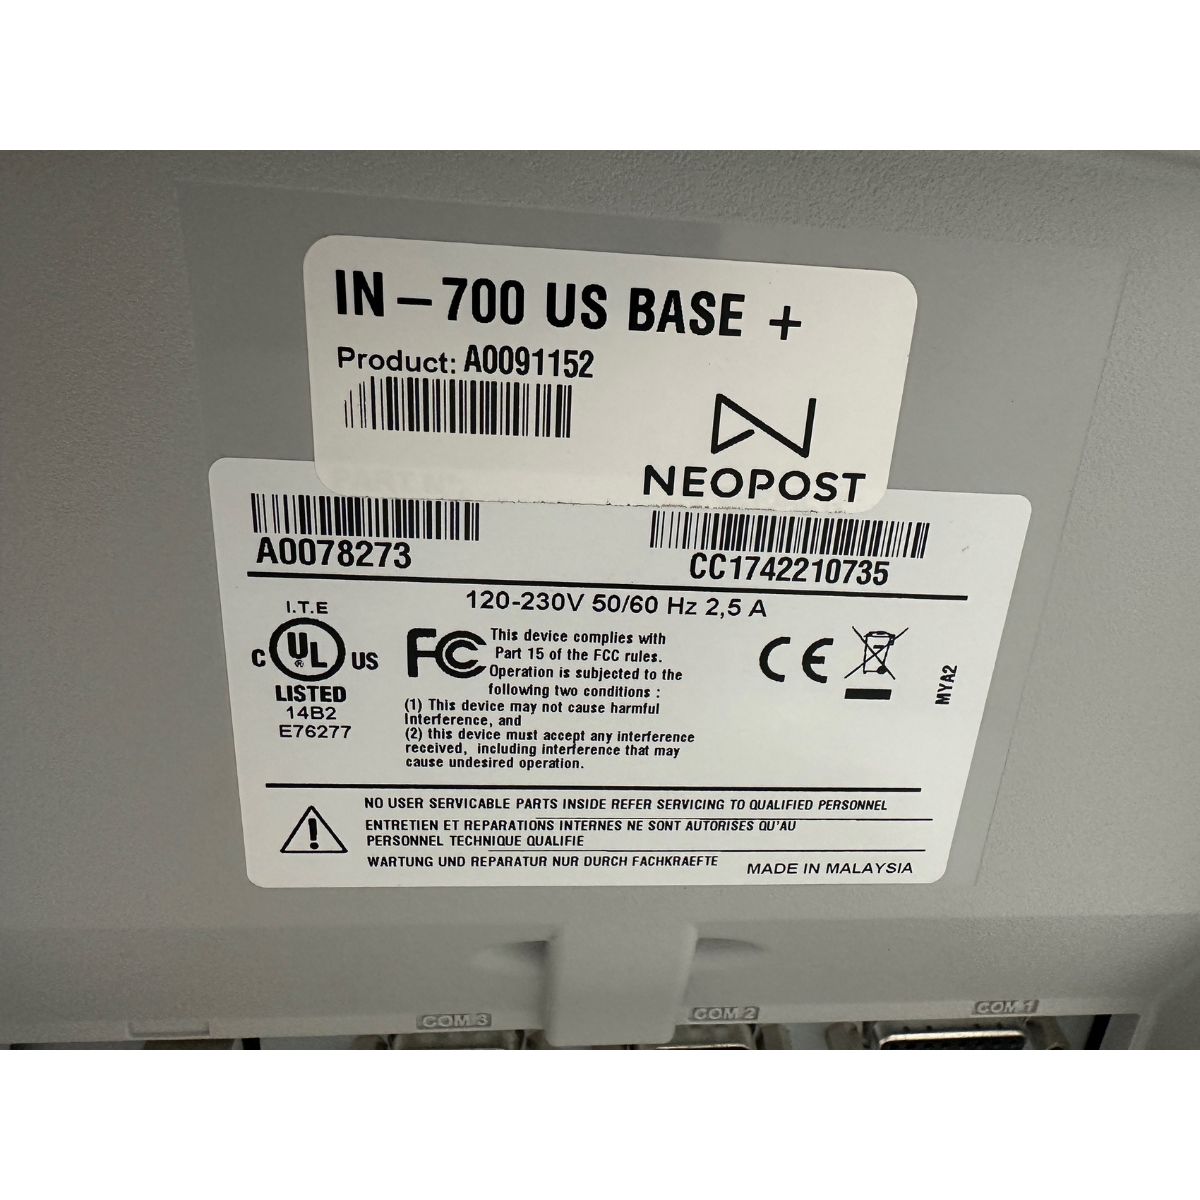 IN-700 US BASE +
Product: A0091152
NEOPOST
A0078273
CC1742210735
120-230V 50/60 Hz 2,5 A
I.T.E
C UL ® US
LISTED
14B2
E76277
FC
This device complies with
Part 15 of the FCC rules.
Operation is subjected to the
following two conditions :
(1) This device may not cause harmful
Interference, and
(2) this device must accept any interference
received, including interference that may
cause undesired operation.
CE
MYA2
NO USER SERVICABLE PARTS INSIDE REFER SERVICING TO QUALIFIED PERSONNEL
ENTRETIEN ET REPARATIONS INTERNES NE SONT AUTORISES QU'AU
PERSONNEL TECHNIQUE QUALIFIE
WARTUNG UND REPARATUR NUR DURCH FACHKRAEFTE
MADE IN MALAYSIA
COM 3
COM 2
COM 1